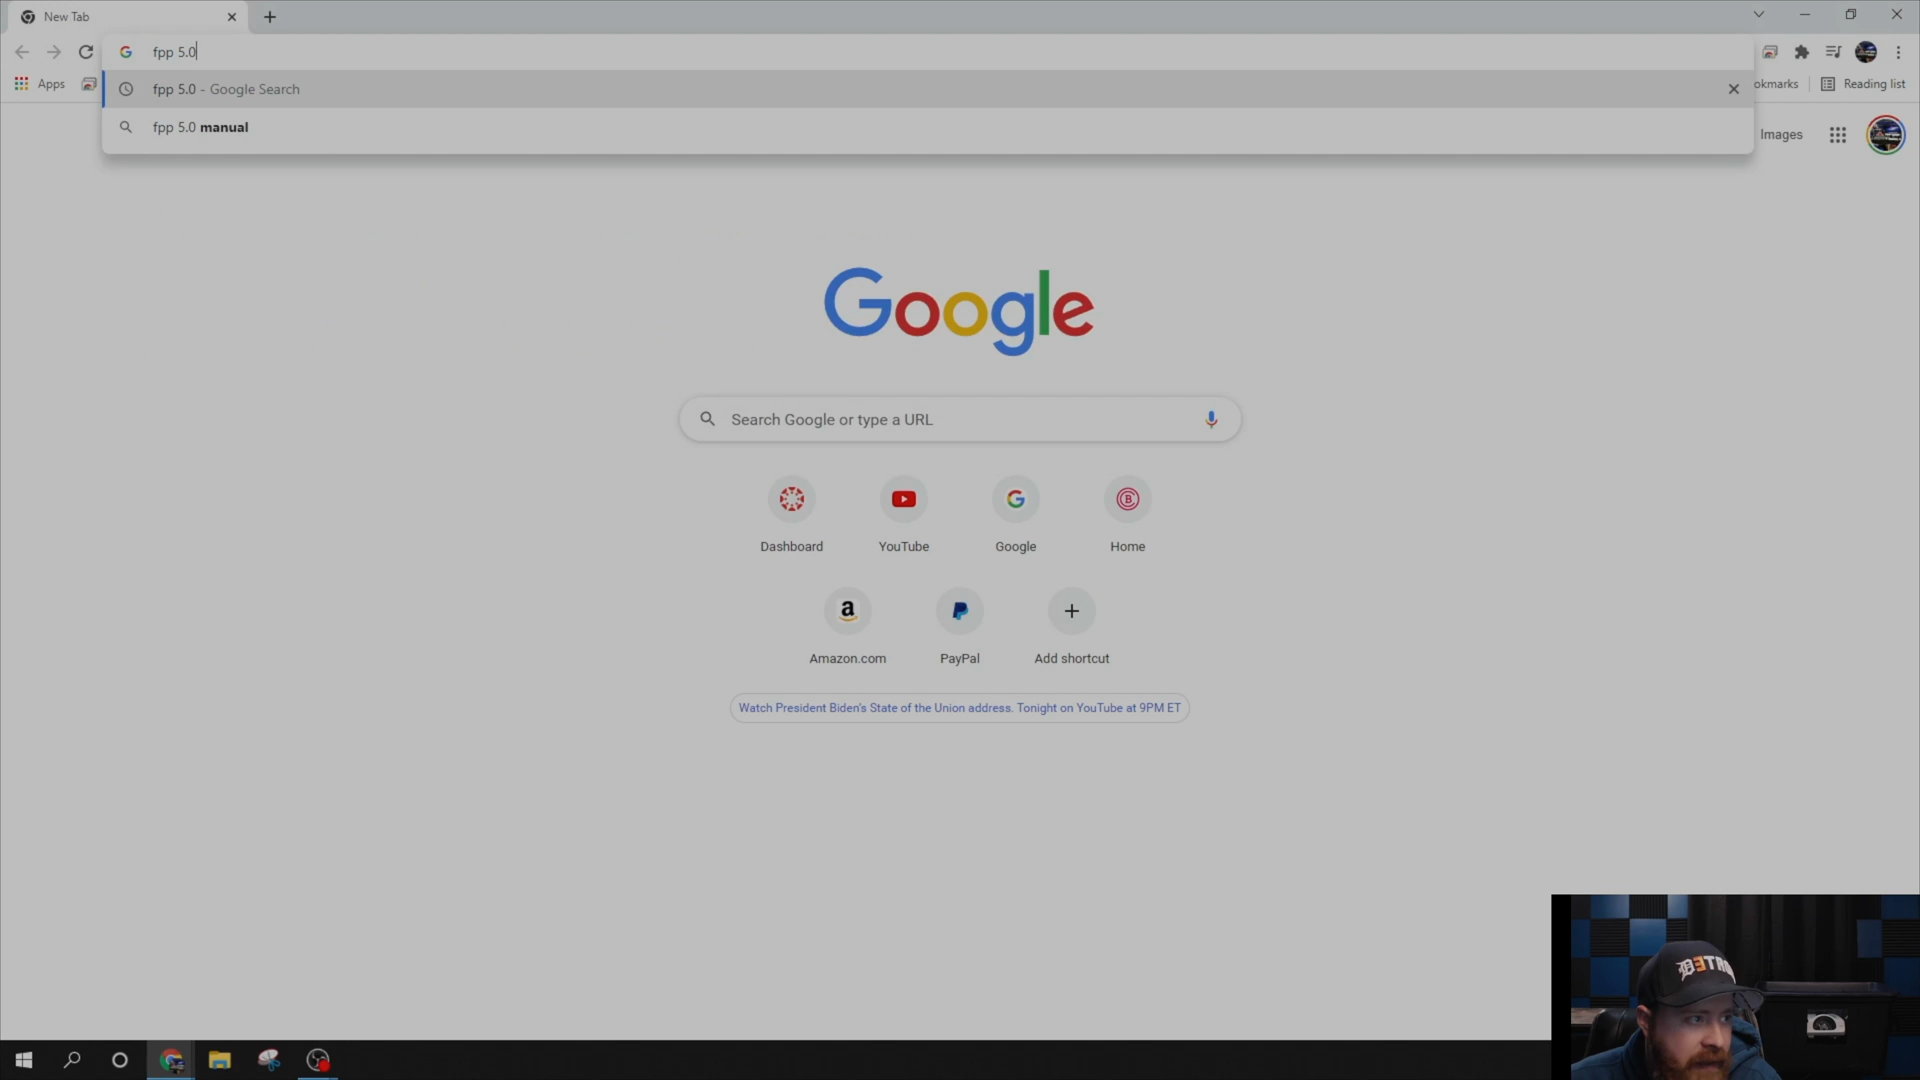 New Tab
fpp 5.0
fpp 5.0 - Google Search
fpp 5.0 manual
Apps
okmarks
Reading list
Images
Google
Search Google or type a URL
Dashboard
YouTube
Google
Home
Amazon.com
PayPal
Add shortcut
Watch President Biden's State of the Union address. Tonight on YouTube at 9PM ET